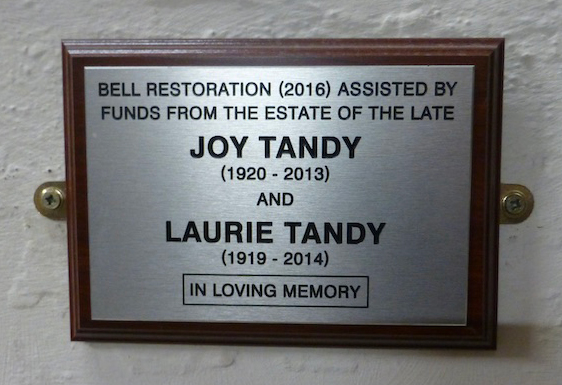 BELL RESTORATION (2016) ASSISTED BY
FUNDS FROM THE ESTATE OF THE LATE
JOY TANDY
(1920 - 2013)
AND
LAURIE TANDY
(1919 - 2014)
IN LOVING MEMORY